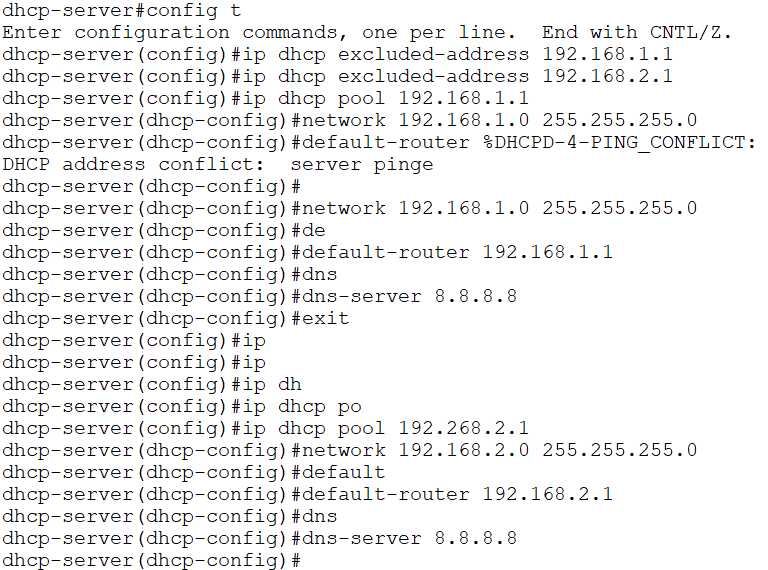 dhcp-server#config t
Enter configuration commands, one per line.  End with CNTL/Z.
dhcp-server(config)#ip dhcp excluded-address 192.168.1.1
dhcp-server(config)#ip dhcp excluded-address 192.168.2.1
dhcp-server(config)#ip dhcp pool 192.168.1.1
dhcp-server(dhcp-config)#network 192.168.1.0 255.255.255.0
dhcp-server(dhcp-config)#default-router %DHCPD-4-PING_CONFLICT:
DHCP address conflict:  server pinge
dhcp-server(dhcp-config)#
dhcp-server(dhcp-config)#network 192.168.1.0 255.255.255.0
dhcp-server(dhcp-config)#de
dhcp-server(dhcp-config)#default-router 192.168.1.1
dhcp-server(dhcp-config)#dns
dhcp-server(dhcp-config)#dns-server 8.8.8.8
dhcp-server(dhcp-config)#exit
dhcp-server(config)#ip
dhcp-server(config)#ip
dhcp-server(config)#ip dh
dhcp-server(config)#ip dhcp po
dhcp-server(config)#ip dhcp pool 192.268.2.1
dhcp-server(dhcp-config)#network 192.168.2.0 255.255.255.0
dhcp-server(dhcp-config)#default
dhcp-server(dhcp-config)#default-router 192.168.2.1
dhcp-server(dhcp-config)#dns
dhcp-server(dhcp-config)#dns-server 8.8.8.8
dhcp-server(dhcp-config)#